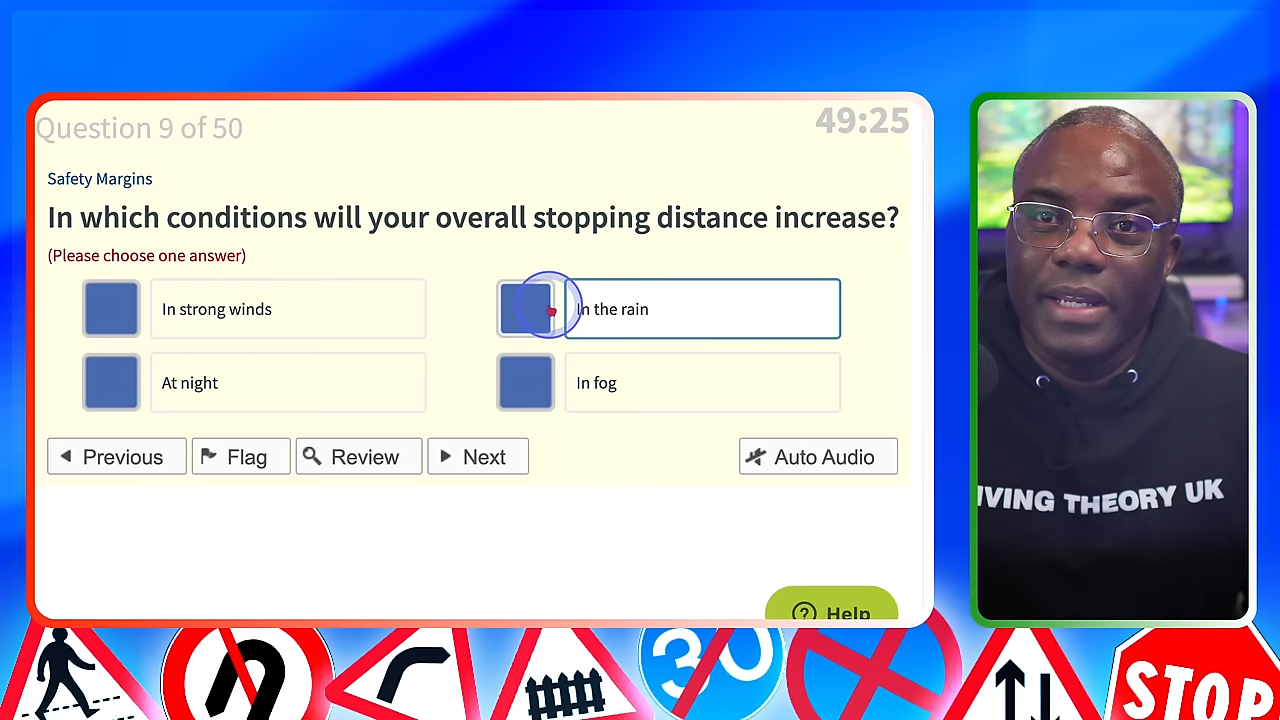 Question 9 of 50
49:25
Safety Margins
In which conditions will your overall stopping distance increase?
(Please choose one answer)
In strong winds
In the rain
At night
In fog
Previous
Flag
Review
Next
Auto Audio
Help
IVING THEORY UK
30
STOP